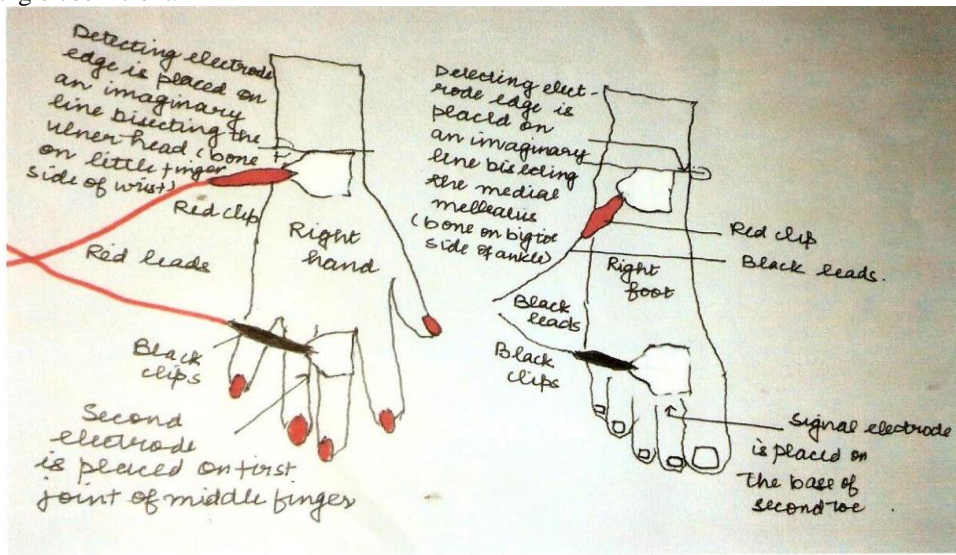 Detecting electrode
edge is placed on
an imaginary
line bisecting the
ulner head (bone
on little finger
side of wrist)
Red clip
Red leads
Right
hand
Black
clips
Second
electrode
is placed on first
joint of middle finger
Detecting elect-
rode edge is
placed on
an imaginary
line bisecting
the medial
melleatus
(bone on big toe
side of ankle)
Red clip
Black leads.
Right
foot
Black
leads
Black
clips
Signal electrode
is placed on
the base of
second toe